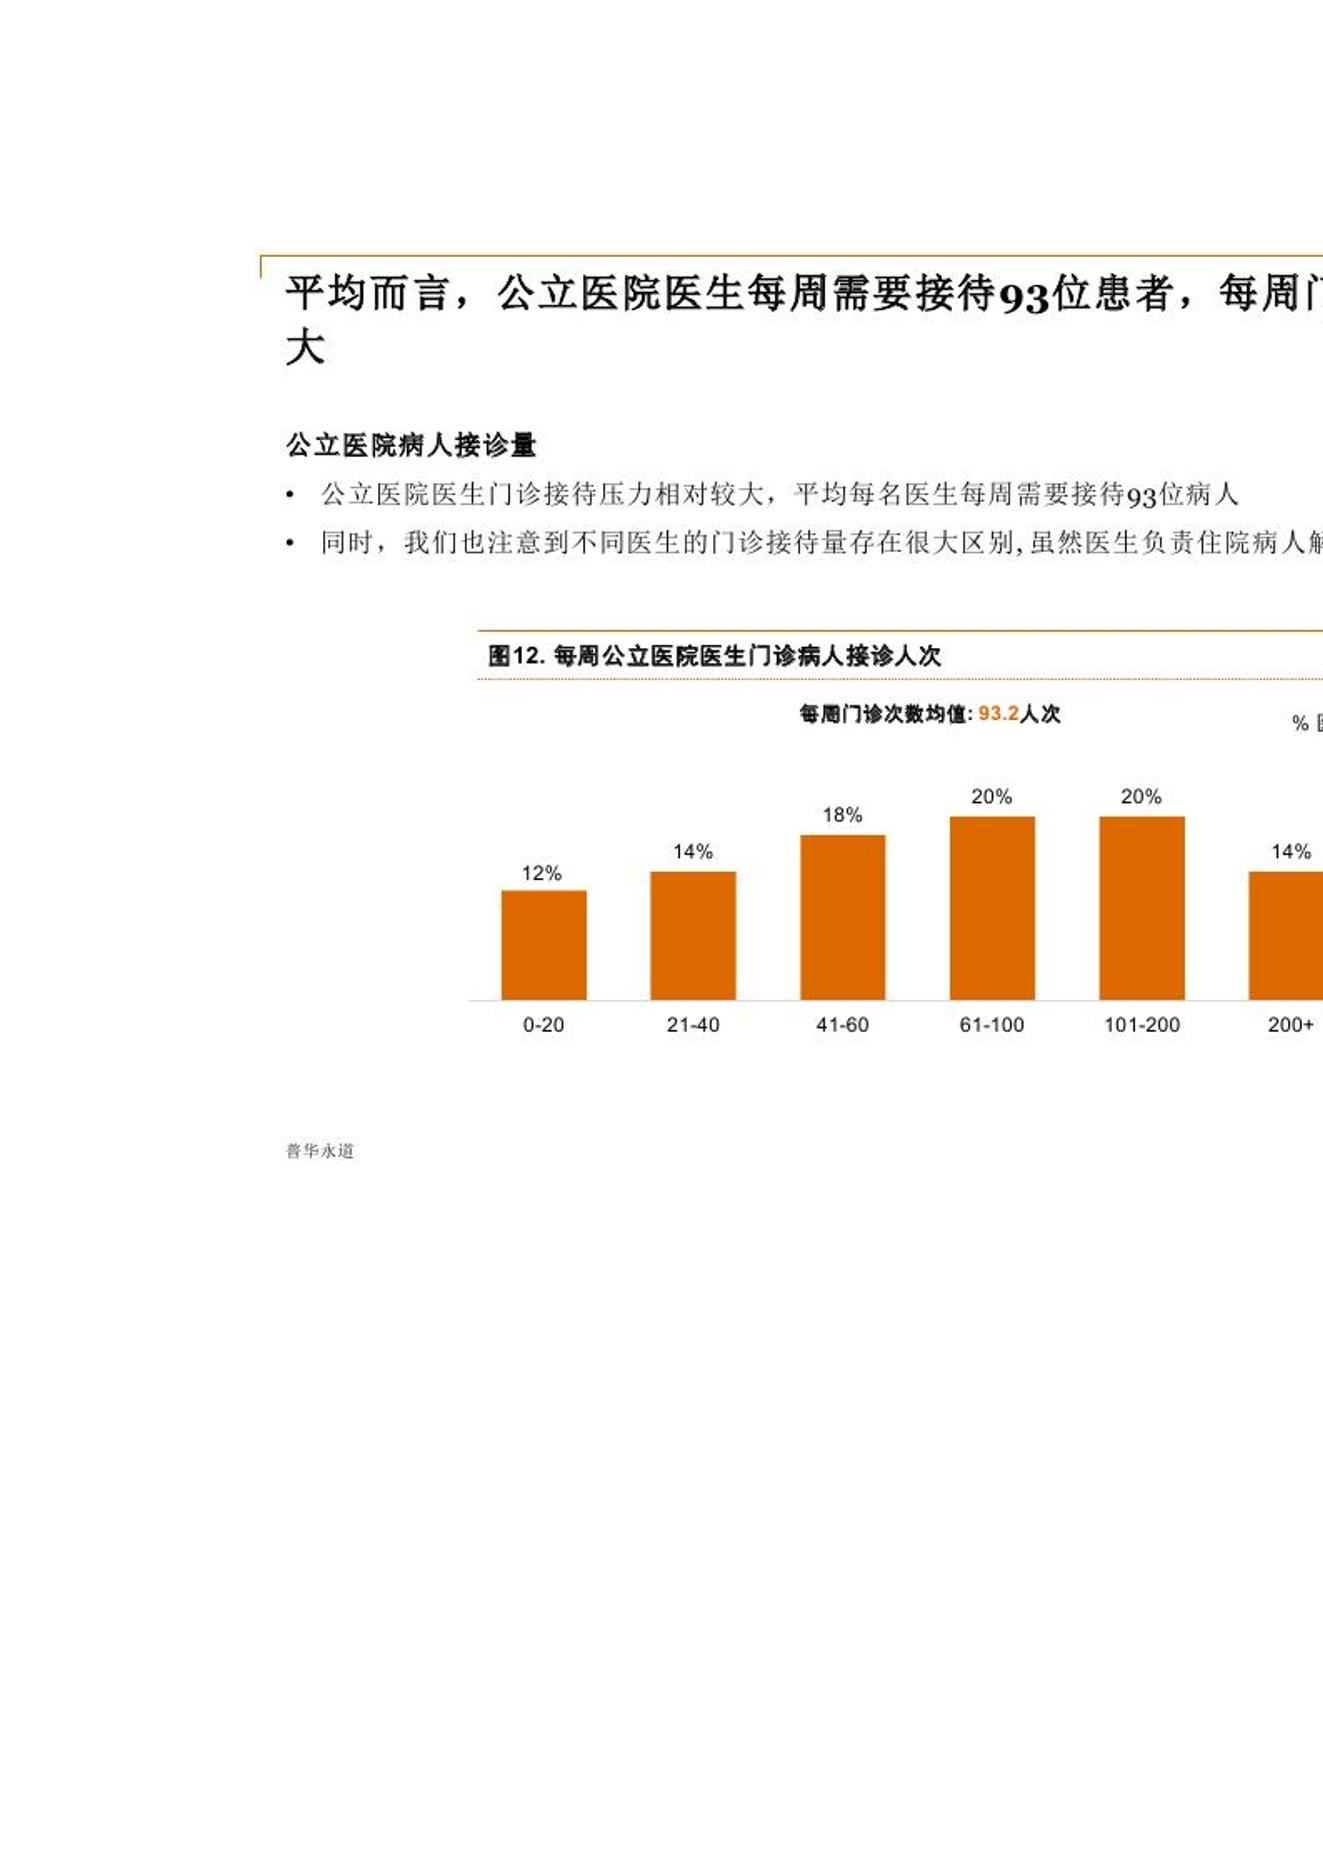 平均而言，公立医院医生每周需要接待93位患者，每周门
大
公立医院病人接诊量
• 公立医院医生门诊接待压力相对较大，平均每名医生每周需要接待93位病人
• 同时，我们也注意到不同医生的门诊接待量存在很大区别,虽然医生负责住院病人解
图12. 每周公立医院医生门诊病人接诊人次
每周门诊次数均值: 93.2人次
%
12% 14% 18% 20% 20% 14%
0-20 21-40 41-60 61-100 101-200 200+
普华永道